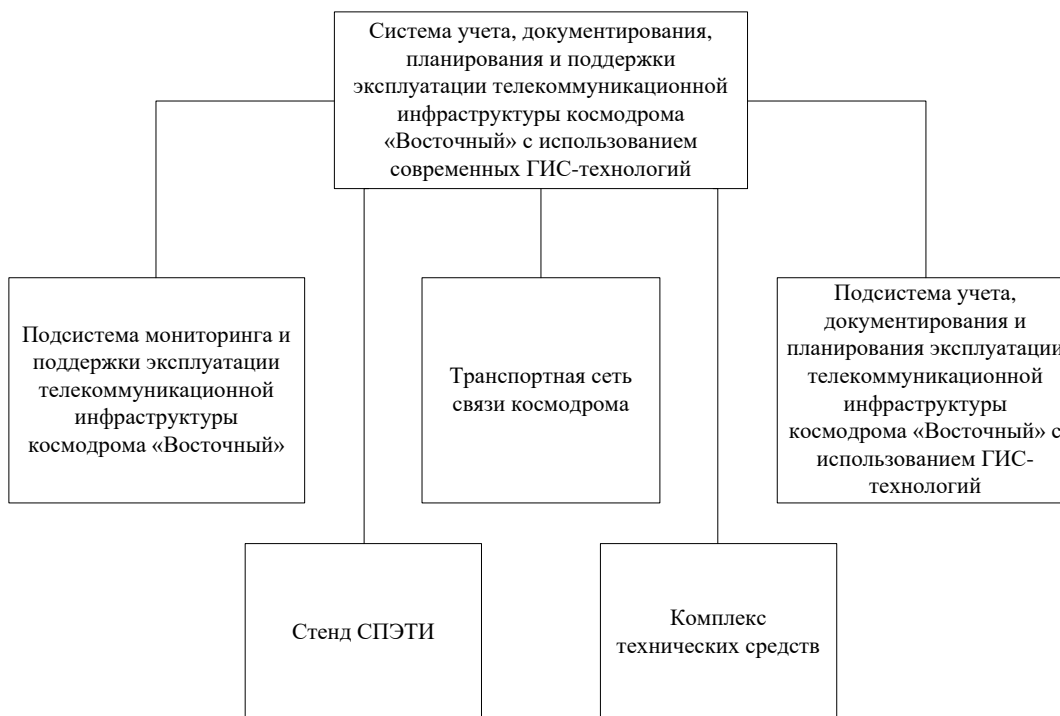 Система учета, документирования,
планирования и поддержки
эксплуатации телекоммуникационной
инфраструктуры космодрома
«Восточный» с использованием
современных ГИС-технологий
Подсистема мониторинга и
поддержки эксплуатации
телекоммуникационной
инфраструктуры
космодрома «Восточный»
Транспортная сеть
связи космодрома
Подсистема учета,
документирования и
планирования эксплуатации
телекоммуникационной
инфраструктуры
космодрома «Восточный» с
использованием ГИС-
технологий
Стенд СПЭТИ
Комплекс
технических средств